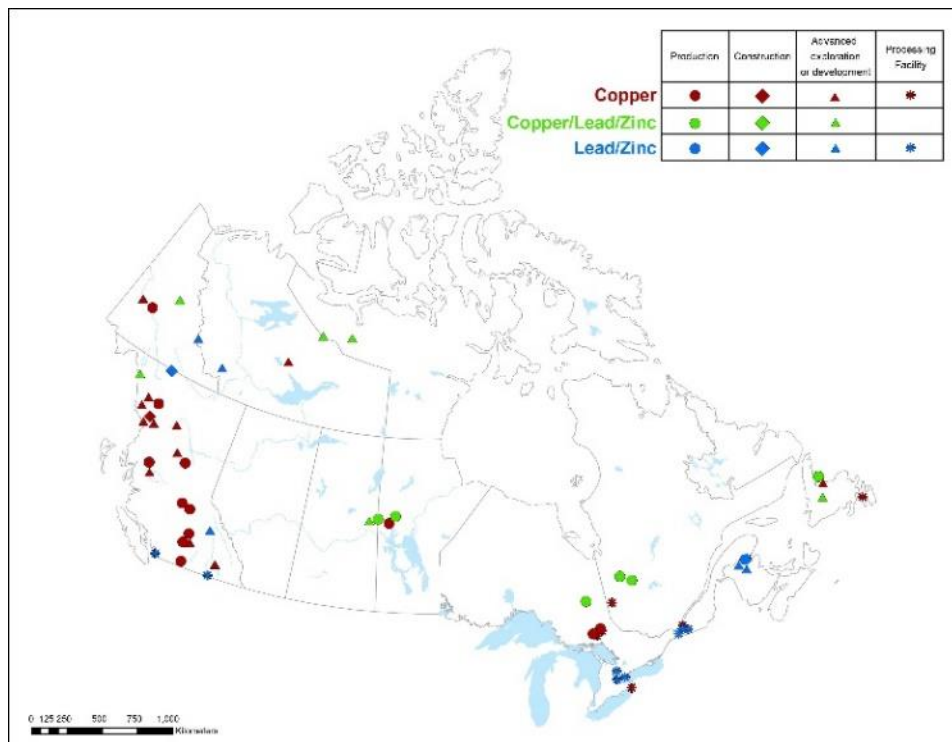 Production Construction Advanced exploration or development Processing Facility
Copper
Copper/Lead/Zinc
Lead/Zinc
0 125 250 500 750 1,000
Kilometers